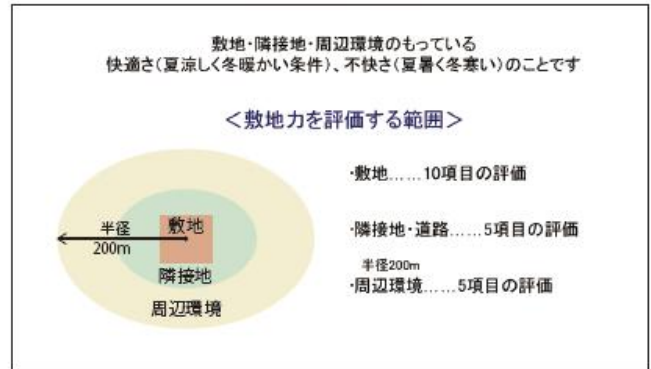 敷地・隣接地・周辺環境のもっている
快適さ(夏涼しく冬暖かい条件)、不快さ(夏暑く冬寒い)のことです
＜敷地力を評価する範囲＞
・敷地……10項目の評価
・隣接地・道路……5項目の評価
半径200m
・周辺環境……5項目の評価
敷地
半径
200m
隣接地
周辺環境